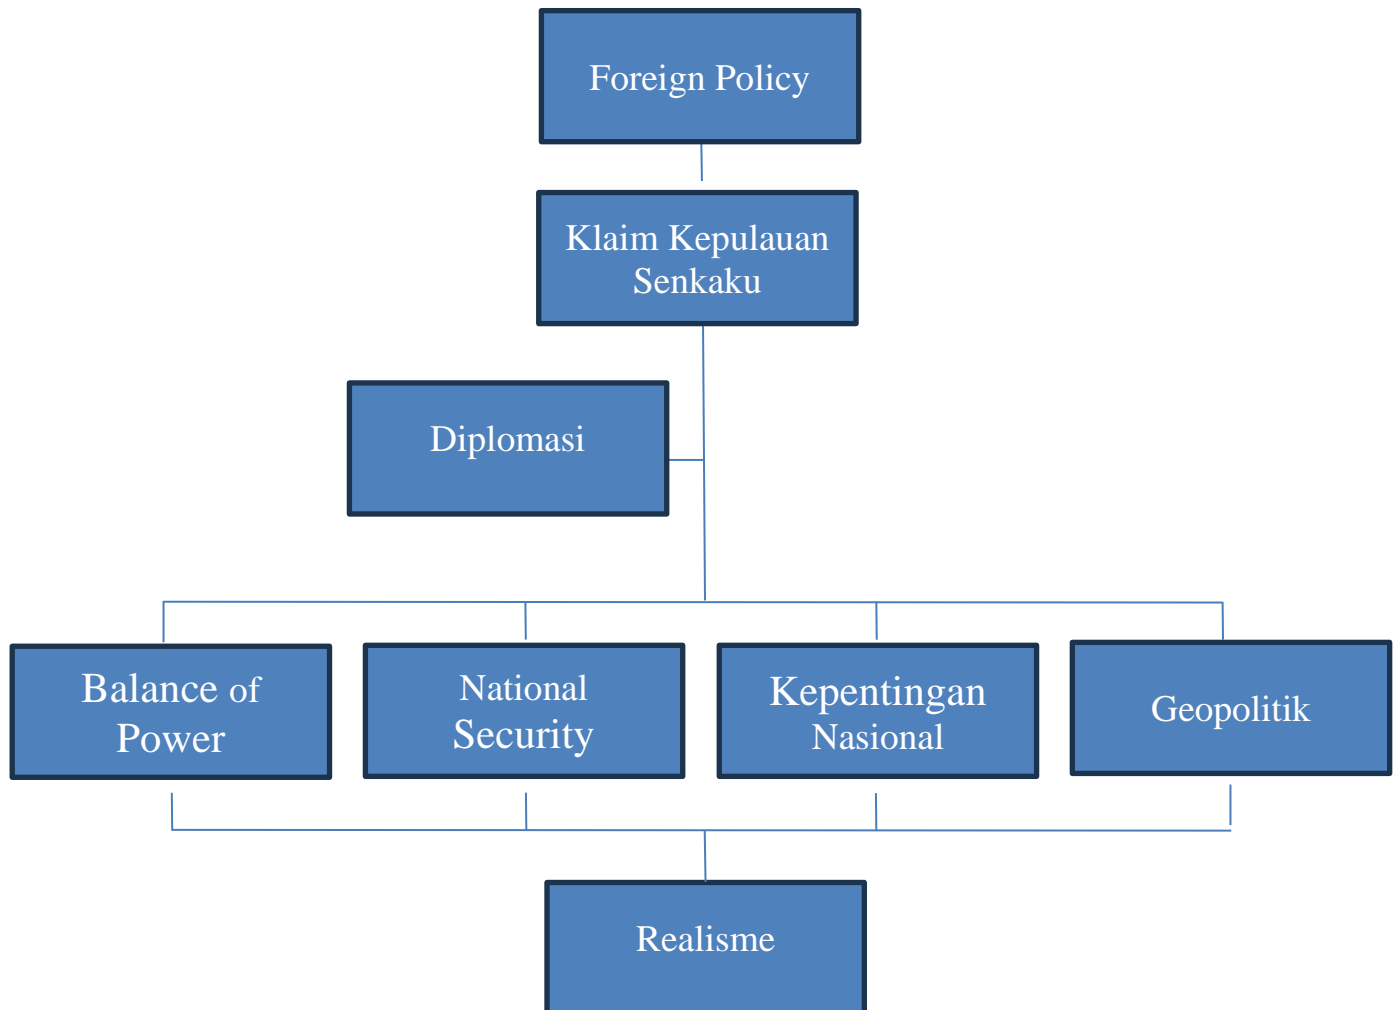 Foreign Policy
Klaim Kepulauan
Senkaku
Diplomasi
Balance of
Power
National
Security
Kepentingan
Nasional
Geopolitik
Realisme